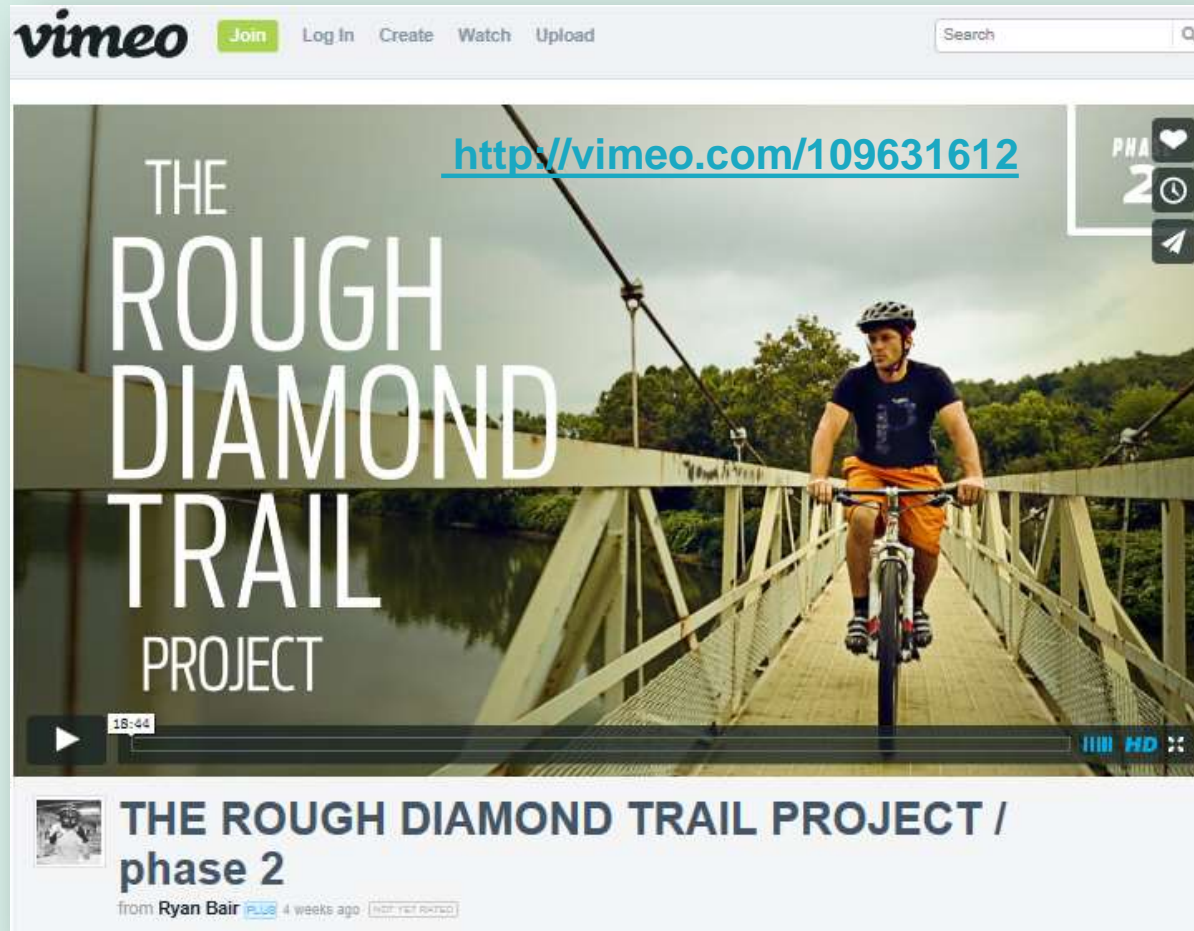 vimeo Join Log In Create Watch Upload Search
http://vimeo.com/109631612
PHA
2
THE
ROUGH
DIAMOND
TRAIL
PROJECT
18:44
HD
THE ROUGH DIAMOND TRAIL PROJECT /
phase 2
from Ryan Bair PLUS 4 weeks ago NOT YET RATED